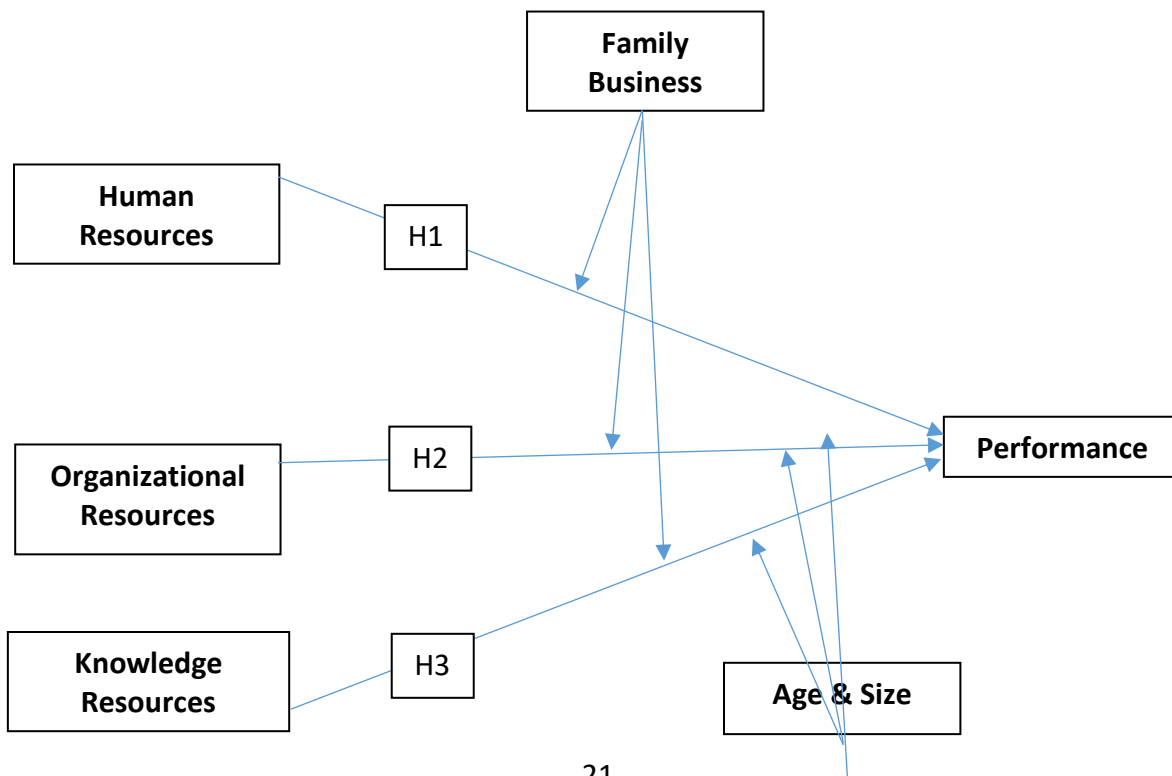 Family
Business
Human
Resources
H1
Organizational
Resources
H2
Performance
Knowledge
Resources
H3
Age & Size
21